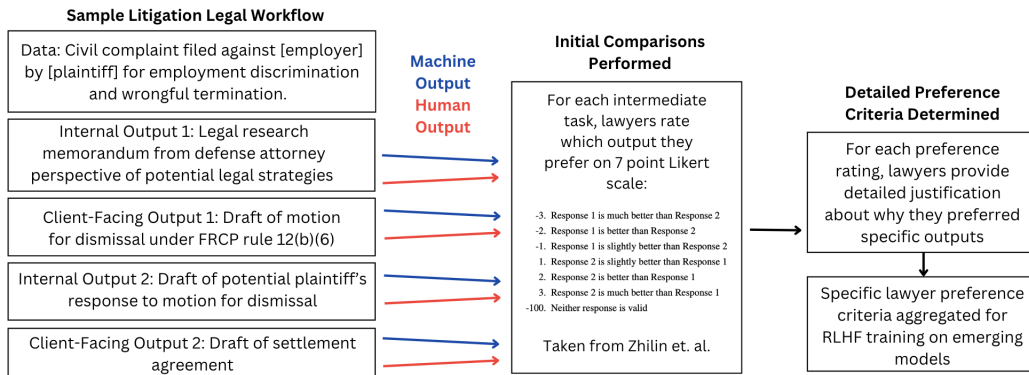 Sample Litigation Legal Workflow
Data: Civil complaint filed against [employer]
by [plaintiff] for employment discrimination
and wrongful termination.
Internal Output 1: Legal research
memorandum from defense attorney
perspective of potential legal strategies
Client-Facing Output 1: Draft of motion
for dismissal under FRCP rule 12(b)(6)
Internal Output 2: Draft of potential plaintiff's
response to motion for dismissal
Client-Facing Output 2: Draft of settlement
agreement
Machine
Output
Human
Output
Initial Comparisons
Performed
For each intermediate
task, lawyers rate
which output they
prefer on 7 point Likert
scale:
-3. Response 1 is much better than Response 2
-2. Response 1 is better than Response 2
-1. Response 1 is slightly better than Response 2
1. Response 2 is slightly better than Response 1
2. Response 2 is better than Response 1
3. Response 2 is much better than Response 1
-100. Neither response is valid
Taken from Zhilin et. al.
Detailed Preference
Criteria Determined
For each preference
rating, lawyers provide
detailed justification
about why they preferred
specific outputs
Specific lawyer preference
criteria aggregated for
RLHF training on emerging
models